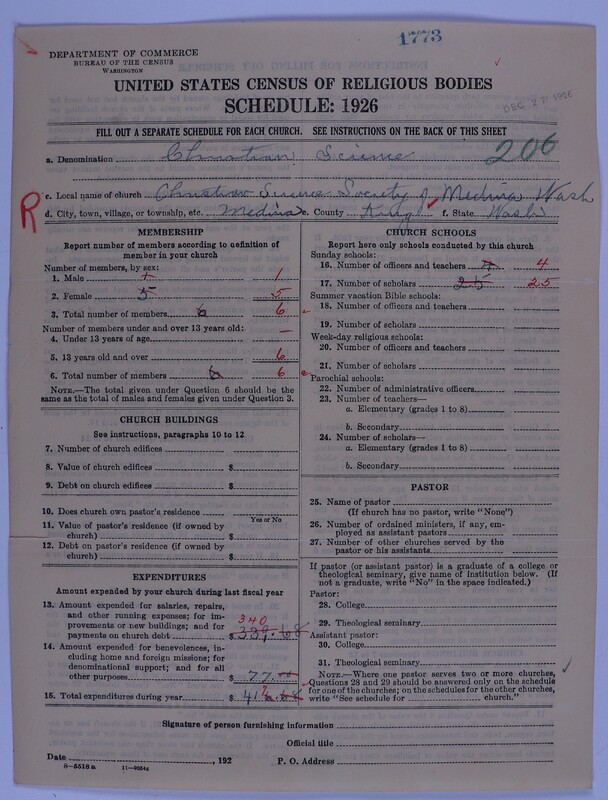 1773
DEPARTMENT OF COMMERCE
BUREAU OF THE CENSUS
WASHINGTON
UNITED STATES CENSUS OF RELIGIOUS BODIES
SCHEDULE: 1926
DEC 27 1926
FILL OUT A SEPARATE SCHEDULE FOR EACH CHURCH. SEE INSTRUCTIONS ON THE BACK OF THIS SHEET
a. Denomination Christian Science 206
R
c. Local name of church Christian Science Society of Medina Wash
d. City, town, village, or township, etc. Medina e. County King f. State Wash
MEMBERSHIP
Report number of members according to definition of
member in your church
Number of members, by sex:
1. Male 1 1
2. Female 5 5
3. Total number of members 6 6
Number of members under and over 13 years old:
4. Under 13 years of age —
5. 13 years old and over 6
6. Total number of members 6 6
NOTE.—The total given under Question 6 should be
same as the total of males and females given under Question 3.
CHURCH BUILDINGS
See instructions, paragraphs 10 to 12
7. Number of church edifices
8. Value of church edifices $
9. Debt on church edifices $
10. Does church own pastor's residence
Yes or No
11. Value of pastor's residence (if owned by
church) $
12. Debt on pastor's residence (if owned by
church) $
EXPENDITURES
Amount expended by your church during last fiscal year
13. Amount expended for salaries, repairs,
and other running expenses; for im-
provements or new buildings; and for
payments on church debt $ 339.68
340
14. Amount expended for benevolences, in-
cluding home and foreign missions; for
denominational support; and for all
other purposes $ 77
15. Total expenditures during year $
CHURCH SCHOOLS
Report here only schools conducted by this church
Sunday schools:
16. Number of officers and teachers 4 4
17. Number of scholars 25 25
Summer vacation Bible schools:
18. Number of officers and teachers
19. Number of scholars
Week-day religious schools:
20. Number of officers and teachers
21. Number of scholars
Parochial schools:
22. Number of administrative officers
23. Number of teachers—
a. Elementary (grades 1 to 8)
b. Secondary
24. Number of scholars—
a. Elementary (grades 1 to 8)
b. Secondary
PASTOR
25. Name of pastor
(If church has no pastor, write "None")
26. Number of ordained ministers, if any, em-
ployed as assistant pastors
27. Number of other churches served by the
pastor or his assistants
If pastor (or assistant pastor) is a graduate of a college or
theological seminary, give name of institution below. (If
not a graduate, write "No" in the space indicated.)
Pastor:
28. College
29. Theological seminary
Assistant pastor:
30. College
31. Theological seminary
NOTE.—Where one pastor serves two or more churches,
Questions 28 and 29 should be answered only on the schedule
for one of the churches; on the schedules for the other churches,
write "See schedule for church."
Signature of person furnishing information
Official title
Date , 192 P. O. Address
8—5518 a 11—9054a